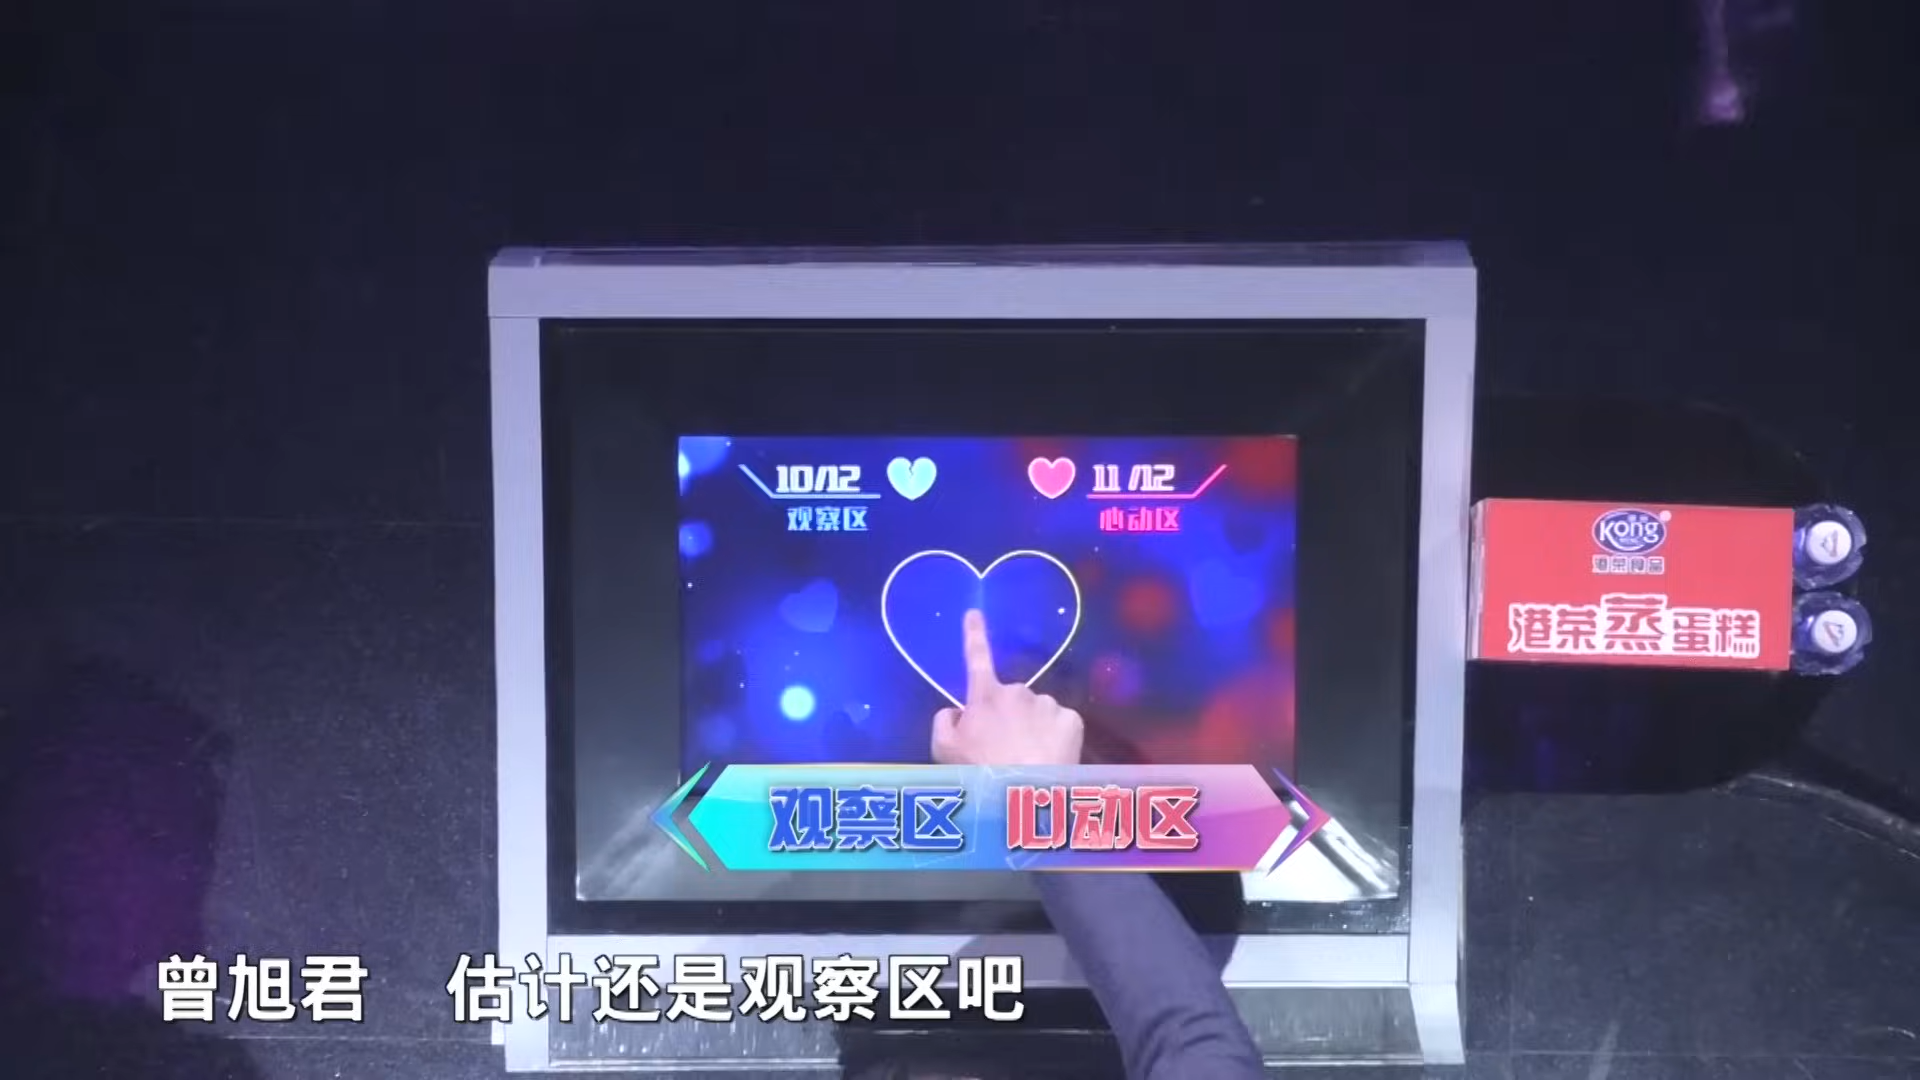 10/12
11/12
观察区
心动区
Kong
港荣食品
港荣蒸蛋糕
观察区 心动区
曾旭君 估计还是观察区吧